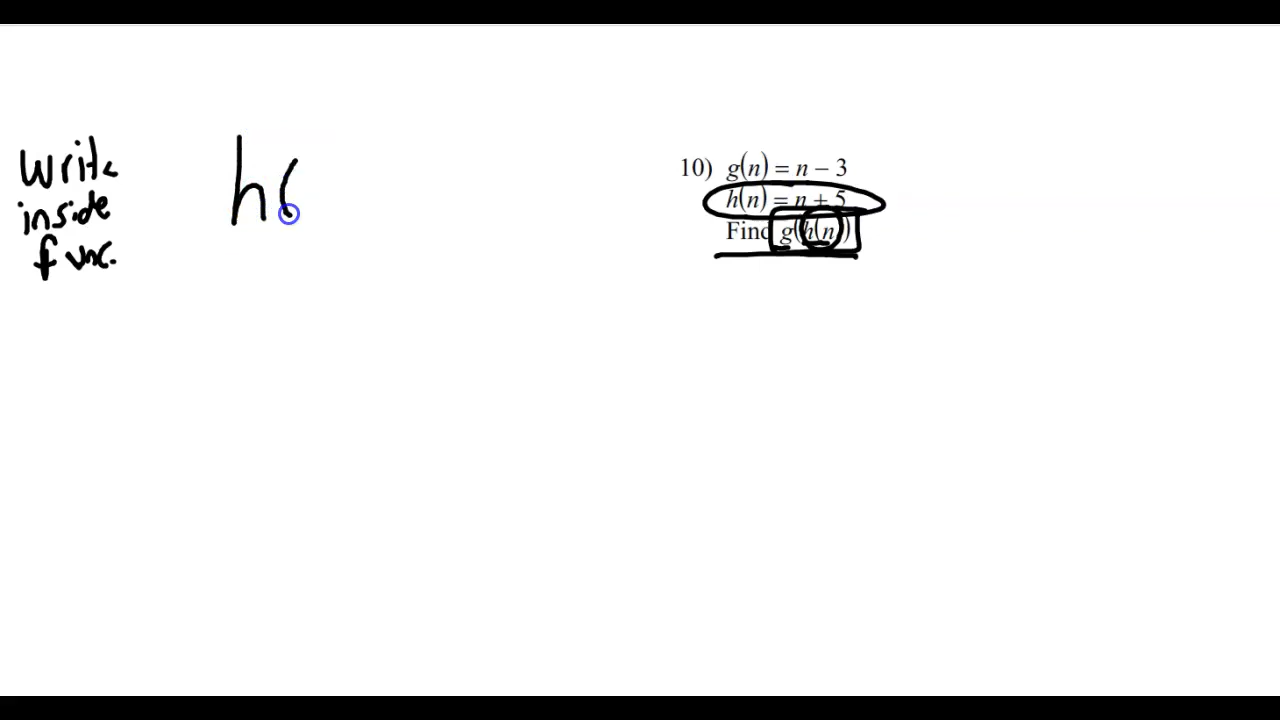 write
inside
func.
h(
10) g(n) = n − 3
h(n) = n + 5
Find g(h(n))